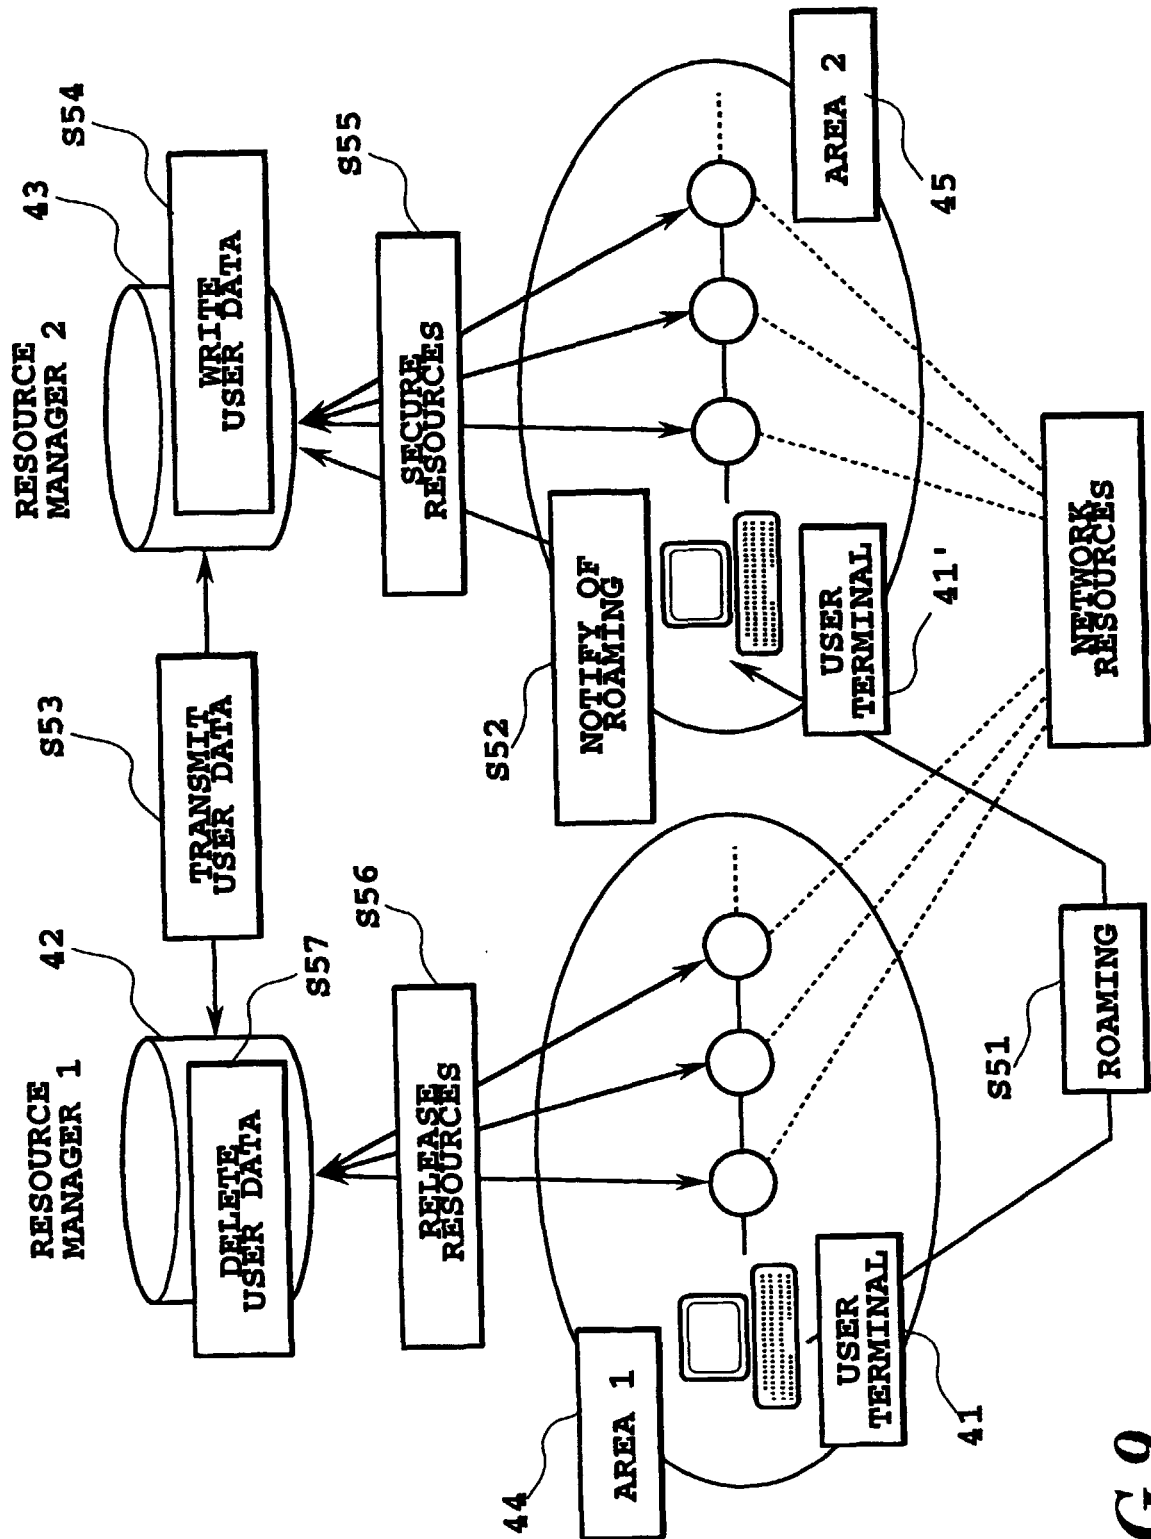 RESOURCE
MANAGER 1
42
DELETE
USER DATA
S57
TRANSMIT
USER DATA
S53
RESOURCE
MANAGER 2
43
WRITE
USER DATA
S54
RELEASE
RESOURCES
S56
SECURE
RESOURCES
S55
44
AREA 1
USER
TERMINAL
41
S52
NOTIFY OF
ROAMING
USER
TERMINAL
41'
AREA 2
45
S51
ROAMING
NETWORK
RESOURCES
G 9